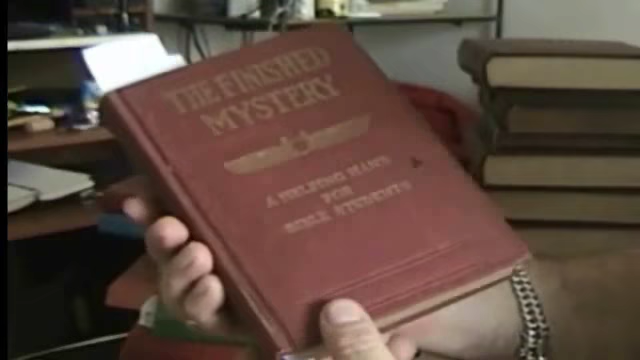 THE FINISHED
MYSTERY
A HELPING HAND
FOR
BIBLE STUDENTS